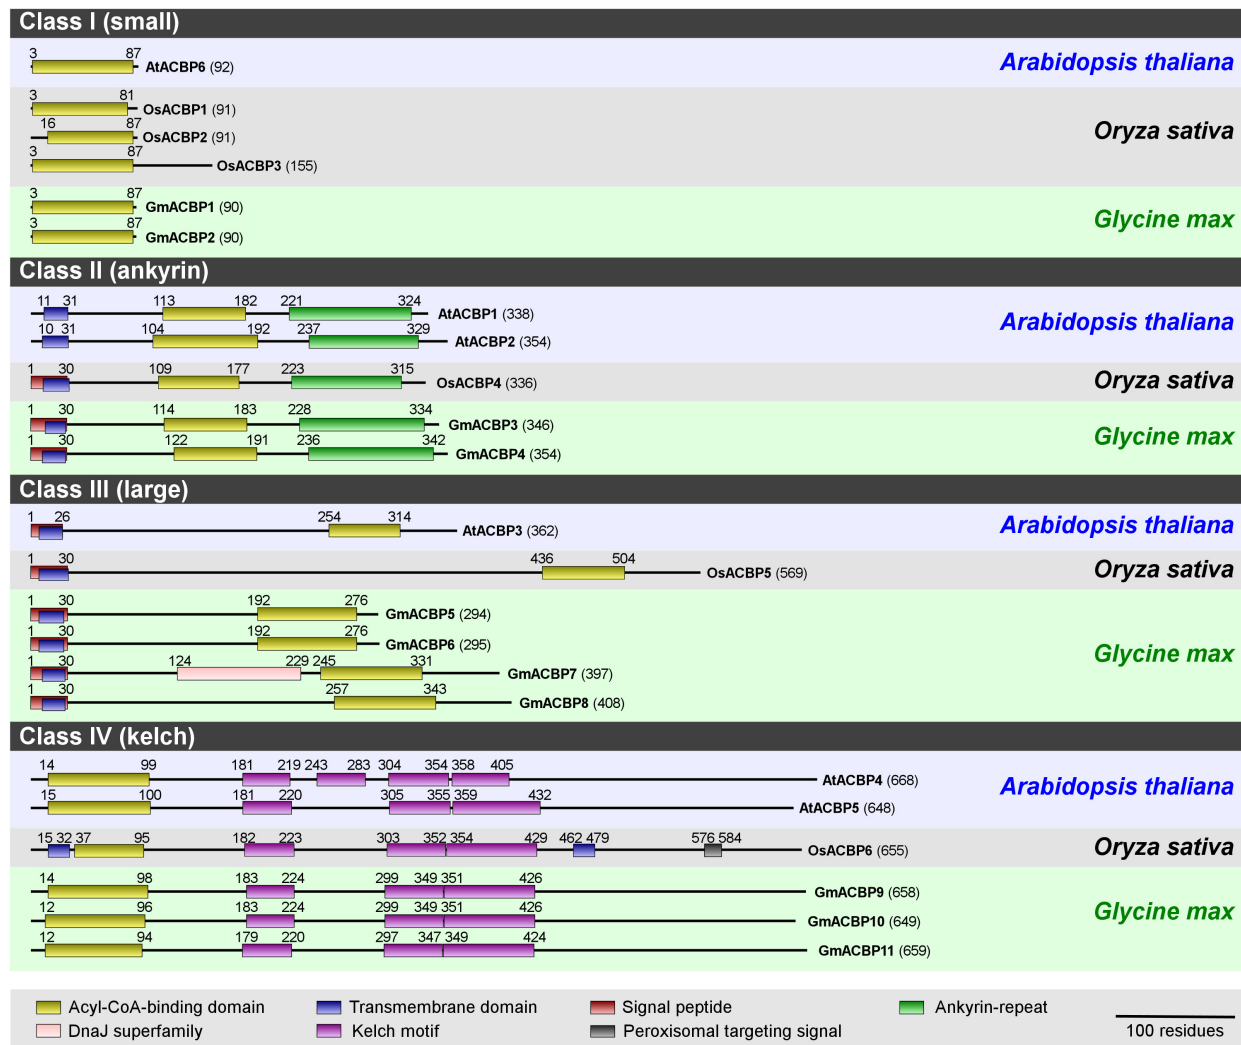 Class I (small)
3 87
AtACBP6 (92)
Arabidopsis thaliana
3 81
OsACBP1 (91)
16 87
OsACBP2 (91)
Oryza sativa
3 87
OsACBP3 (155)
3 87
GmACBP1 (90)
Glycine max
3 87
GmACBP2 (90)
Class II (ankyrin)
11 31 113 182 221 324
AtACBP1 (338)
Arabidopsis thaliana
10 31 104 192 237 329
AtACBP2 (354)
1 30 109 177 223 315
OsACBP4 (336)
Oryza sativa
1 30 114 183 228 334
GmACBP3 (346)
Glycine max
1 30 122 191 236 342
GmACBP4 (354)
Class III (large)
1 26 254 314
AtACBP3 (362)
Arabidopsis thaliana
1 30 436 504
OsACBP5 (569)
Oryza sativa
1 30 192 276
GmACBP5 (294)
1 30 192 276
GmACBP6 (295)
Glycine max
1 30 124 229 245 331
GmACBP7 (397)
1 30 257 343
GmACBP8 (408)
Class IV (kelch)
14 99 181 219 243 283 304 354 358 405
AtACBP4 (668)
Arabidopsis thaliana
15 100 181 220 305 355 359 432
AtACBP5 (648)
15 32 37 95 182 223 303 352 354 429 462 479 576 584
OsACBP6 (655)
Oryza sativa
14 98 183 224 299 349 351 426
GmACBP9 (658)
12 96 183 224 299 349 351 426
GmACBP10 (649)
Glycine max
12 94 179 220 297 347 349 424
GmACBP11 (659)
Acyl-CoA-binding domain Transmembrane domain Signal peptide Ankyrin-repeat
DnaJ superfamily Kelch motif Peroxisomal targeting signal 100 residues